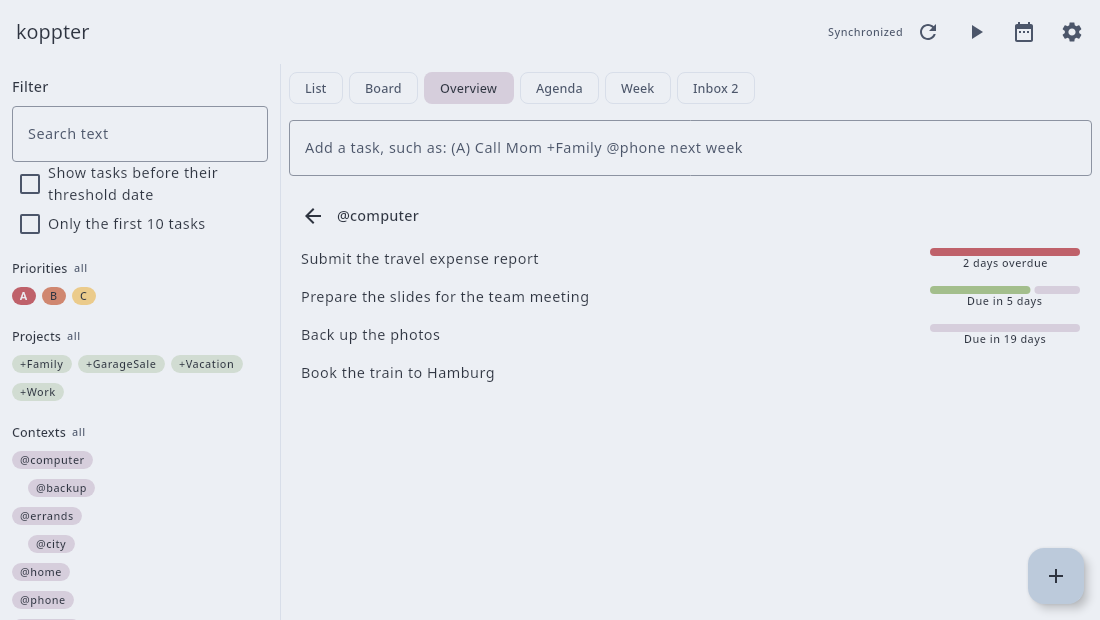 koppter
Synchronized
Filter
Search text
Show tasks before their
threshold date
Only the first 10 tasks
Priorities all
A B C
Projects all
+Family +GarageSale +Vacation
+Work
Contexts all
@computer
@backup
@errands
@city
@home
@phone
List Board Overview Agenda Week Inbox 2
Add a task, such as: (A) Call Mom +Family @phone next week
@computer
Submit the travel expense report
2 days overdue
Prepare the slides for the team meeting
Due in 5 days
Back up the photos
Due in 19 days
Book the train to Hamburg